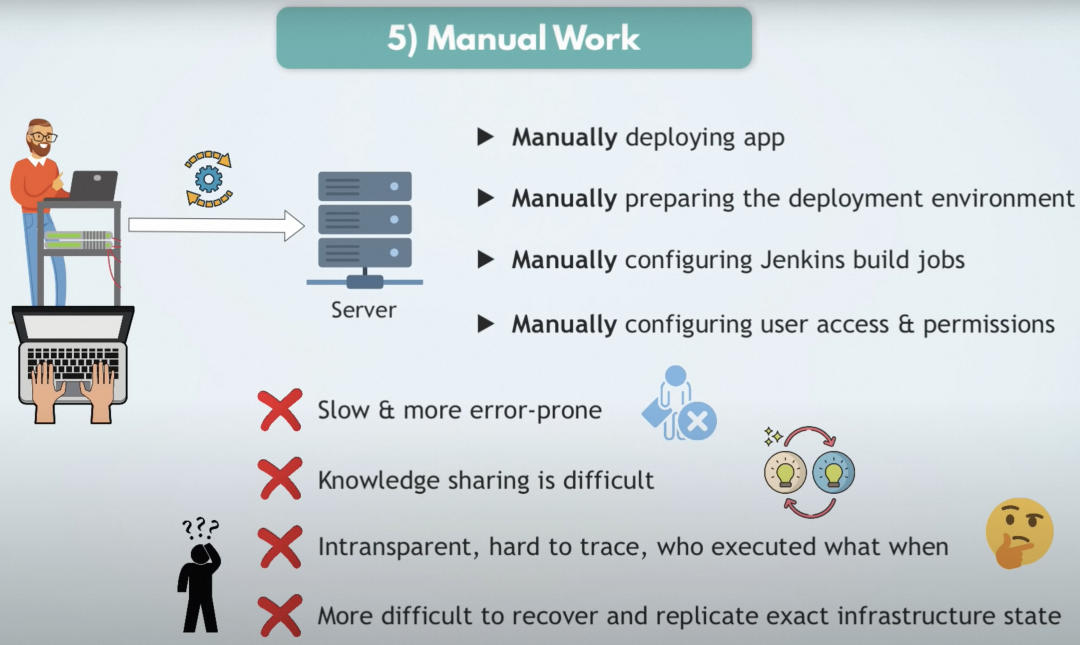 5) Manual Work
Manually deploying app
Manually preparing the deployment environment
Manually configuring Jenkins build jobs
Manually configuring user access & permissions
Server
Slow & more error-prone
Knowledge sharing is difficult
Intransparent, hard to trace, who executed what when
More difficult to recover and replicate exact infrastructure state
???